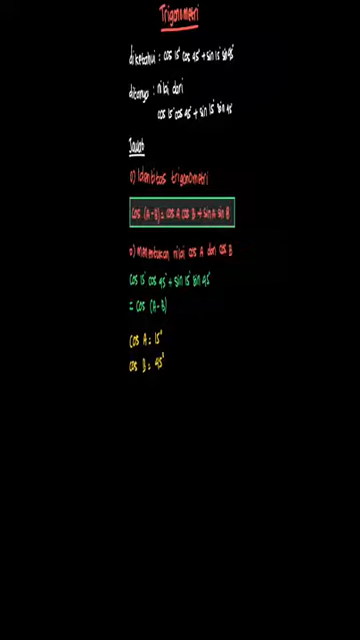 Trigonometri
diketahui : cos 15° cos 45° + sin 15° sin 45°
ditanya : nilai dari
cos 15° cos 45° + sin 15° sin 45
Jawab
1) Identitas trigonometri
cos (A-B) = cos A cos B + sin A sin B
menentukan nilai cos A dan cos B
cos 15° cos 45° + sin 15° sin 45°
= cos (A-B)
cos A = 15°
cos B = 45°